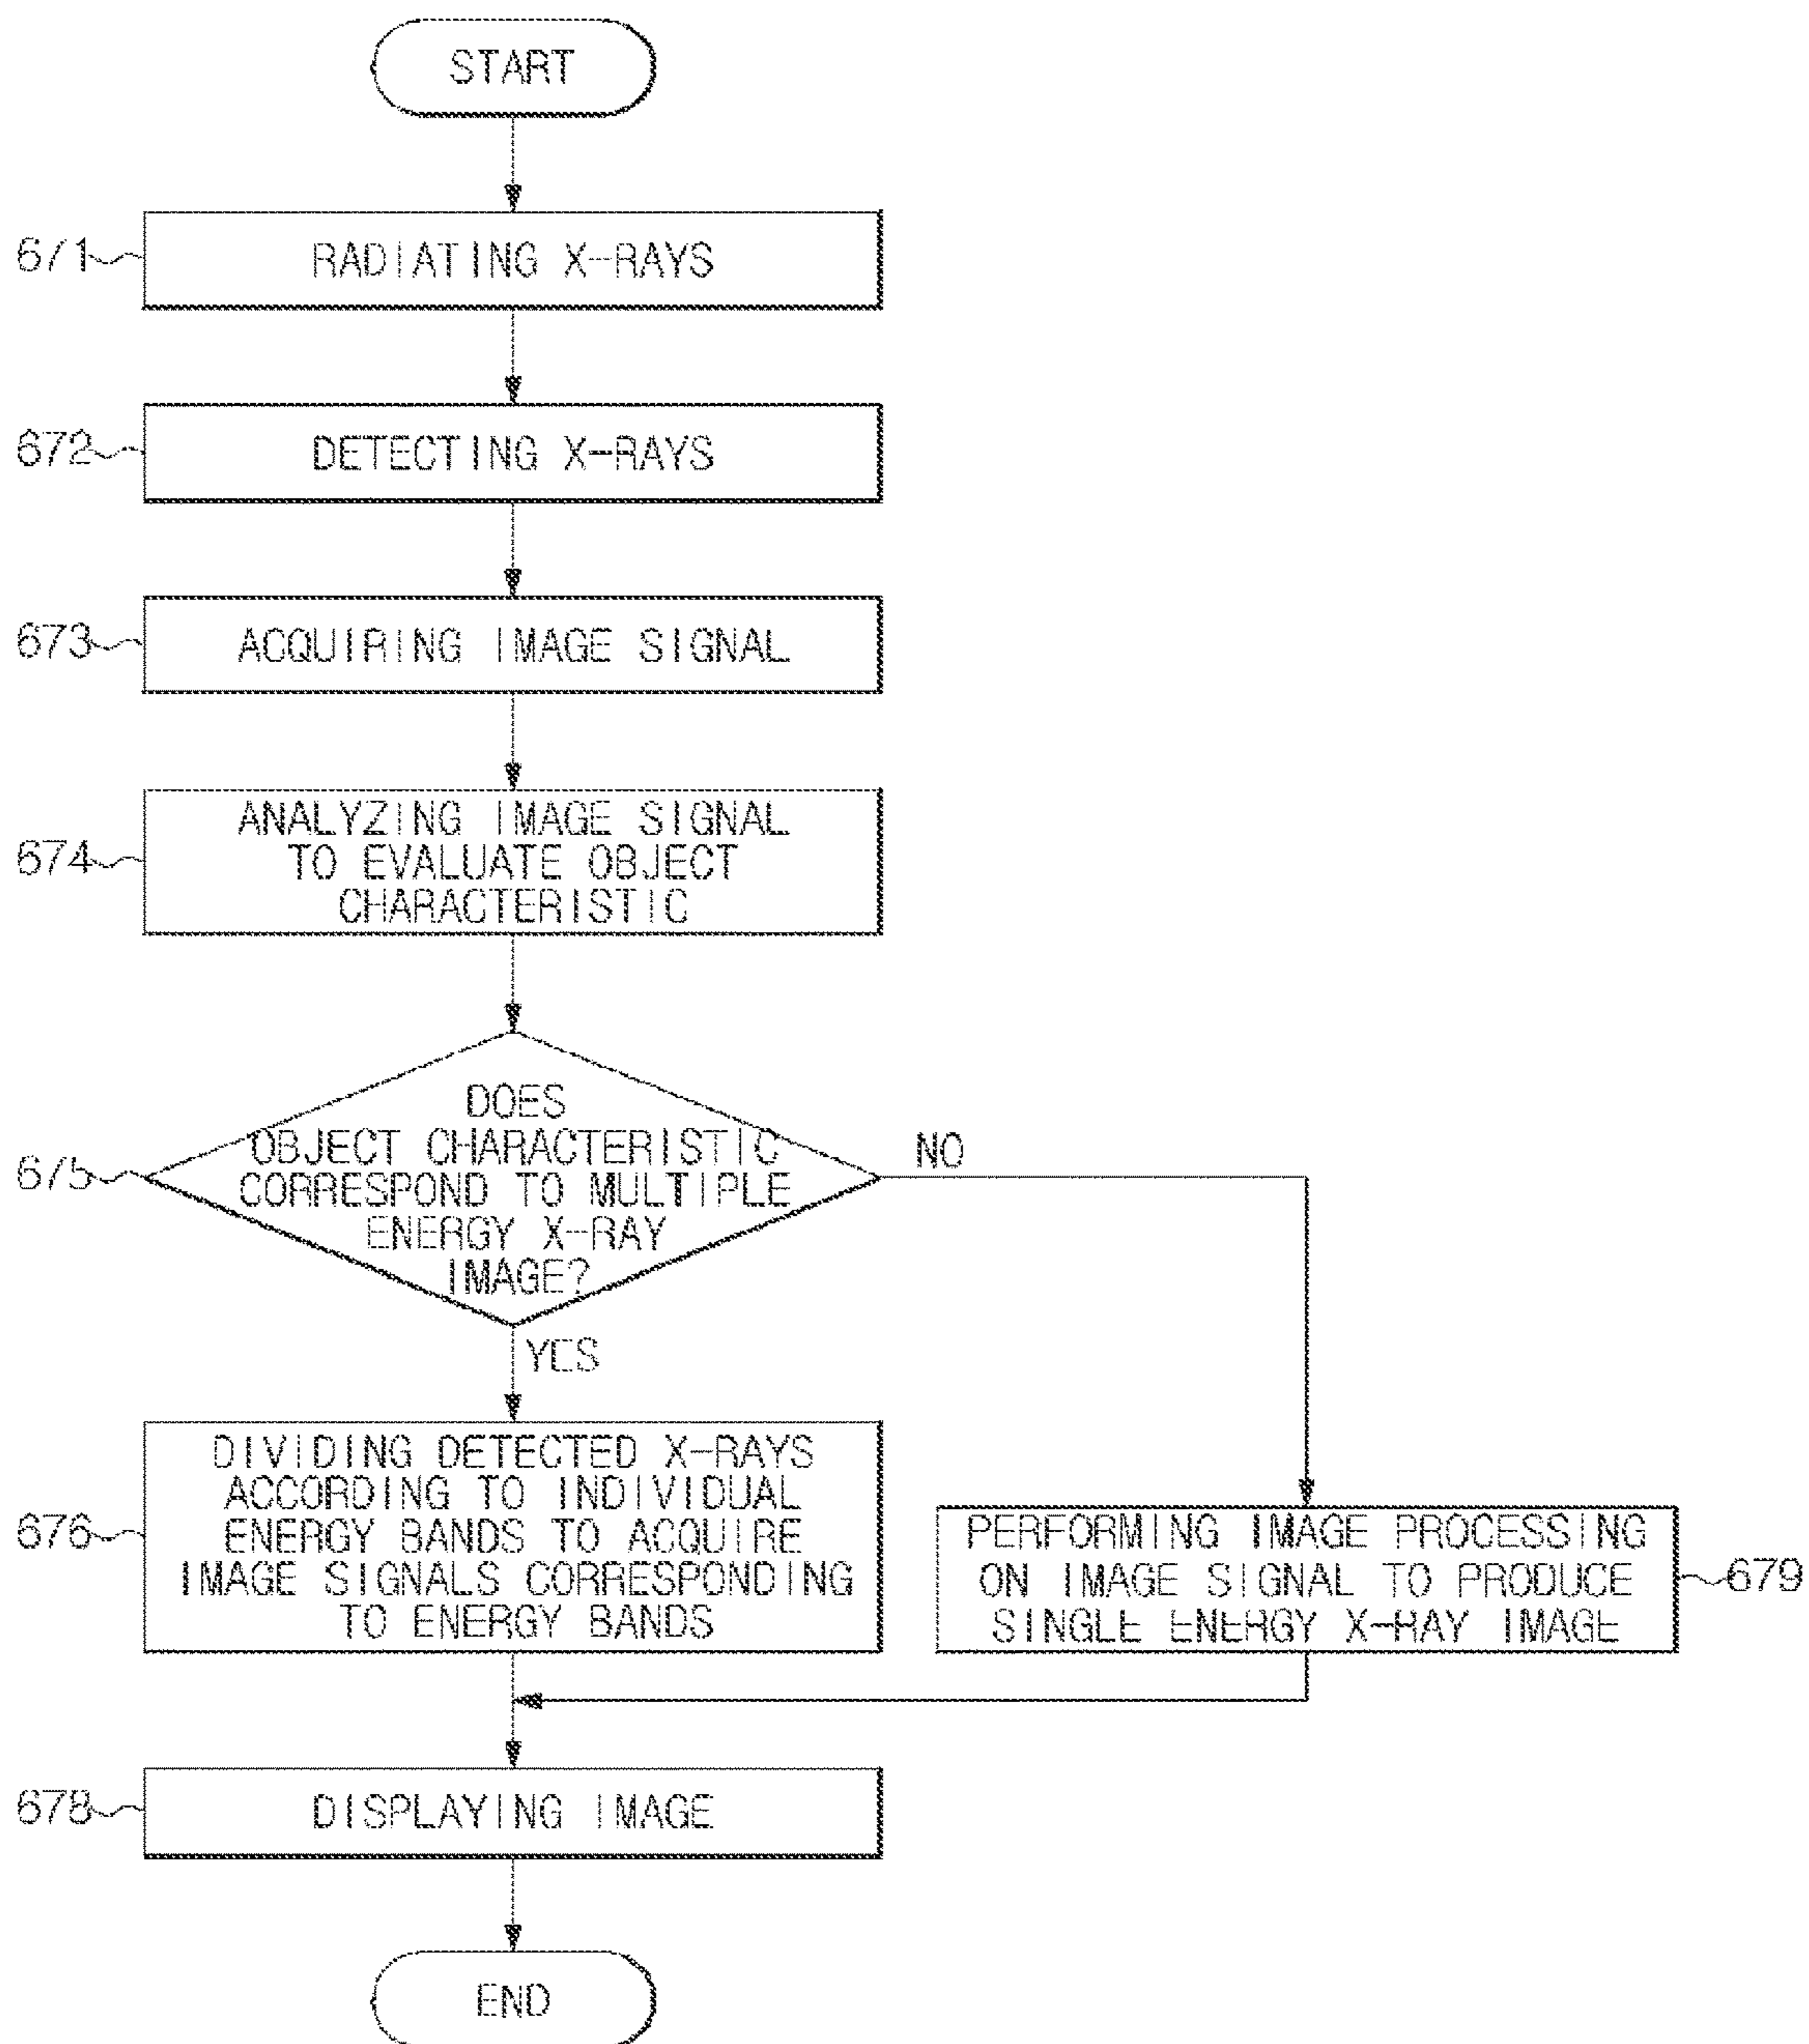 START
671
RADIATING X-RAYS
672
DETECTING X-RAYS
673
ACQUIRING IMAGE SIGNAL
674
ANALYZING IMAGE SIGNAL
TO EVALUATE OBJECT
CHARACTERISTIC
675
DOES
OBJECT CHARACTERISTIC
CORRESPOND TO MULTIPLE
ENERGY X-RAY
IMAGE?
NO
YES
676
DIVIDING DETECTED X-RAYS
ACCORDING TO INDIVIDUAL
ENERGY BANDS TO ACQUIRE
IMAGE SIGNALS CORRESPONDING
TO ENERGY BANDS
PERFORMING IMAGE PROCESSING
ON IMAGE SIGNAL TO PRODUCE
SINGLE ENERGY X-RAY IMAGE
679
678
DISPLAYING IMAGE
END